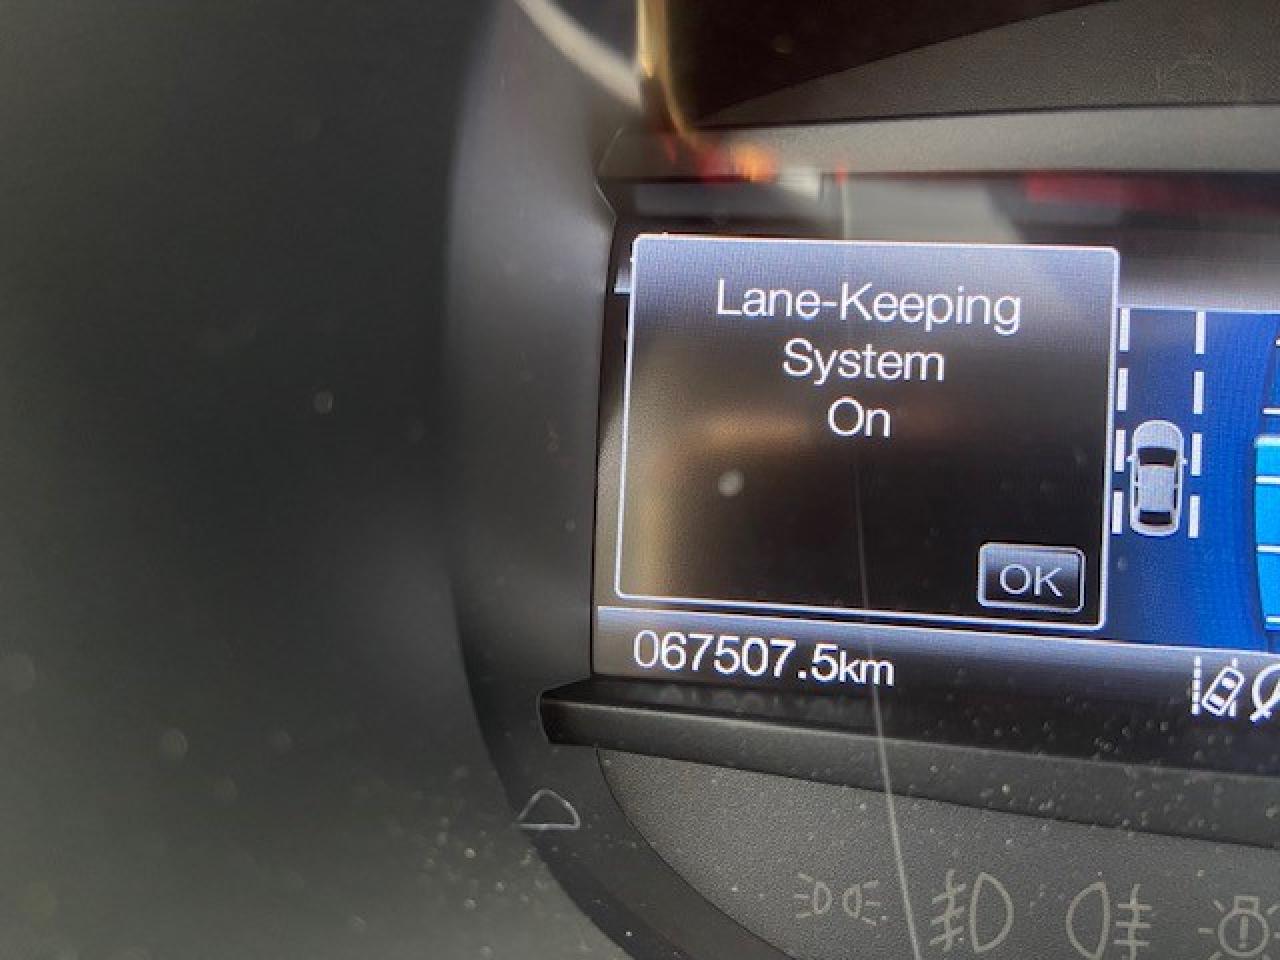 Lane-Keeping
System
On
OK
067507.5km